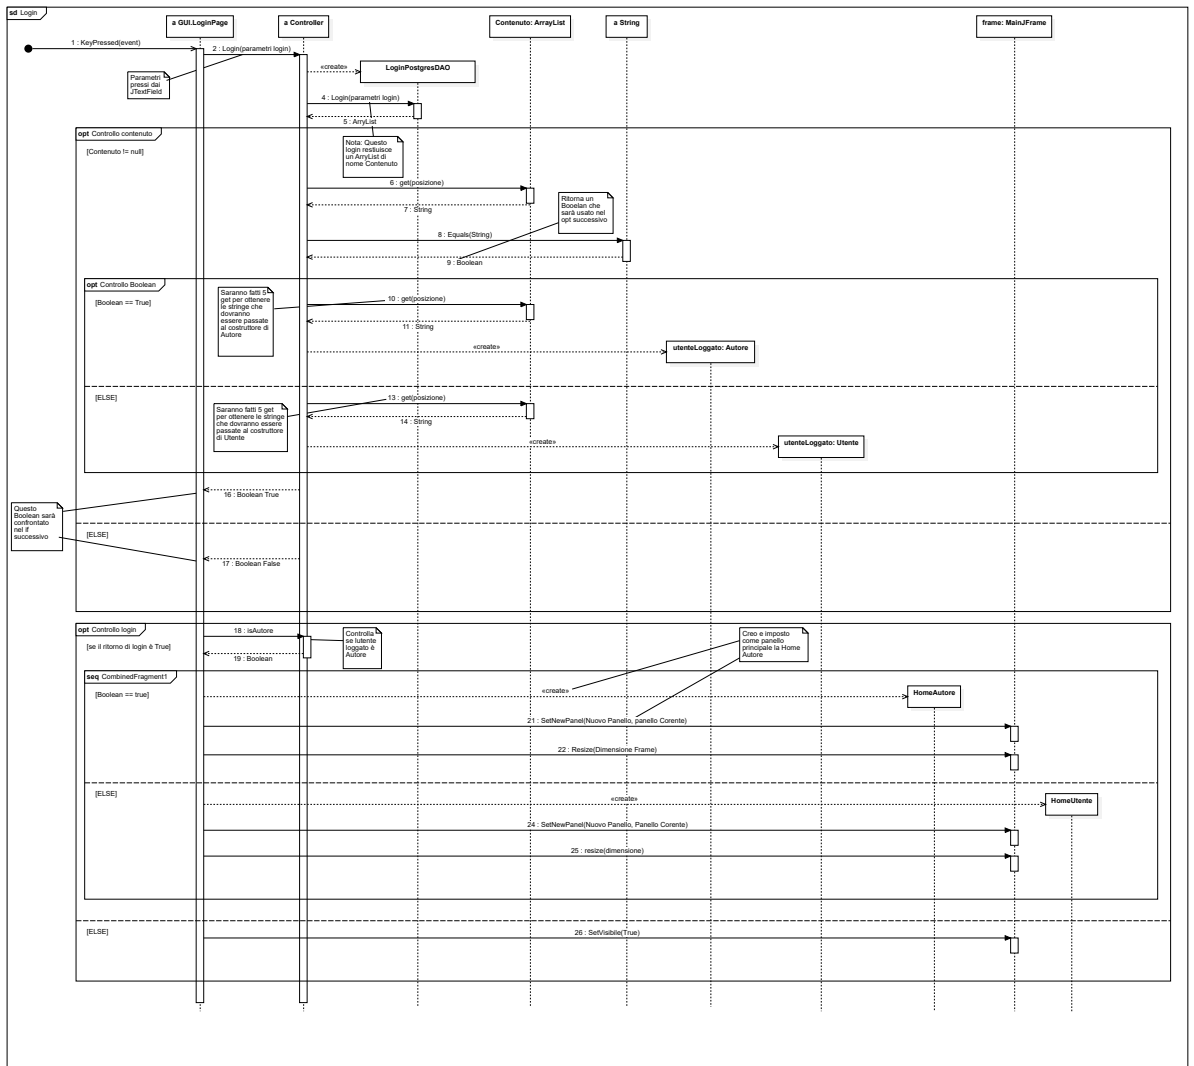 sd Login
a GUI.LoginPage
a Controller
Contenuto: ArrayList
a String
frame: MainJFrame
1 : KeyPressed(event)
2 : Login(parametri login)
Parametri
pressi dai
JTextField
«create»
LoginPostgresDAO
4 : Login(parametri login)
5 : ArryList
opt Controllo contenuto
[Contenuto != null]
Nota: Questo
login restiuisce
un ArryList di
nome Contenuto
6 : get(posizione)
7 : String
Ritorna un
Booelan che
sarà usato nel
opt successivo
8 : Equals(String)
9 : Boolean
opt Controllo Boolean
[Boolean == True]
Saranno fatti 5
get per ottenere
le stringe che
dovranno
essere passate
al costruttore di
Autore
10 : get(posizione)
11 : String
«create»
utenteLoggato: Autore
[ELSE]
Saranno fatti 5 get
per ottenere le stringe
che dovranno essere
passate al costruttore
di Utente
13 : get(posizione)
14 : String
«create»
utenteLoggato: Utente
16 : Boolean True
Questo
Boolean sarà
confrontato
nel if
successivo
[ELSE]
17 : Boolean False
opt Controllo login
[se il ritorno di login è True]
18 : isAutore
19 : Boolean
Controlla
se lutente
loggato è
Autore
Creo e imposto
come panello
principale la Home
Autore
seq CombinedFragment1
[Boolean == true]
«create»
HomeAutore
21 : SetNewPanel(Nuovo Panello, panello Corente)
22 : Resize(Dimensione Frame)
[ELSE]
«create»
HomeUtente
24 : SetNewPanel(Nuovo Panello, Panello Corente)
25 : resize(dimensione)
[ELSE]
26 : SetVisibile(True)